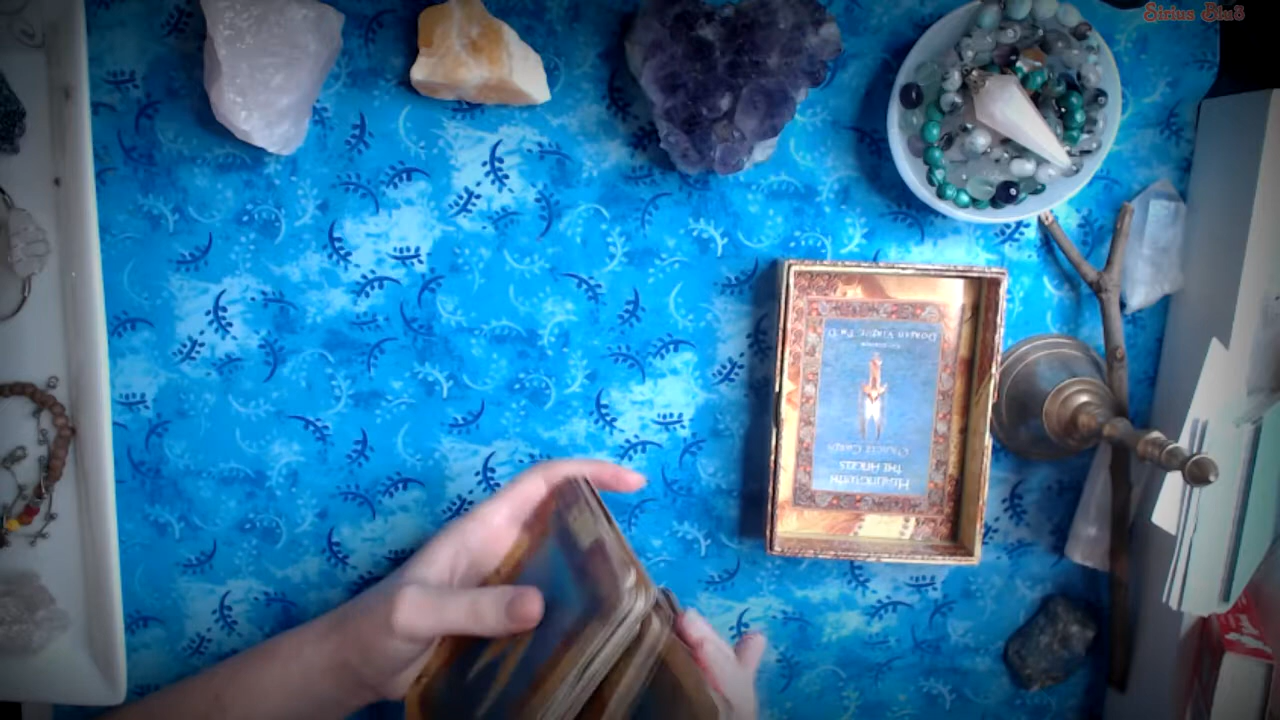 Sirius Blu3
HEALING WITH
THE ANGELS
ORACLE CARDS
DOREEN VIRTUE, PH.D.